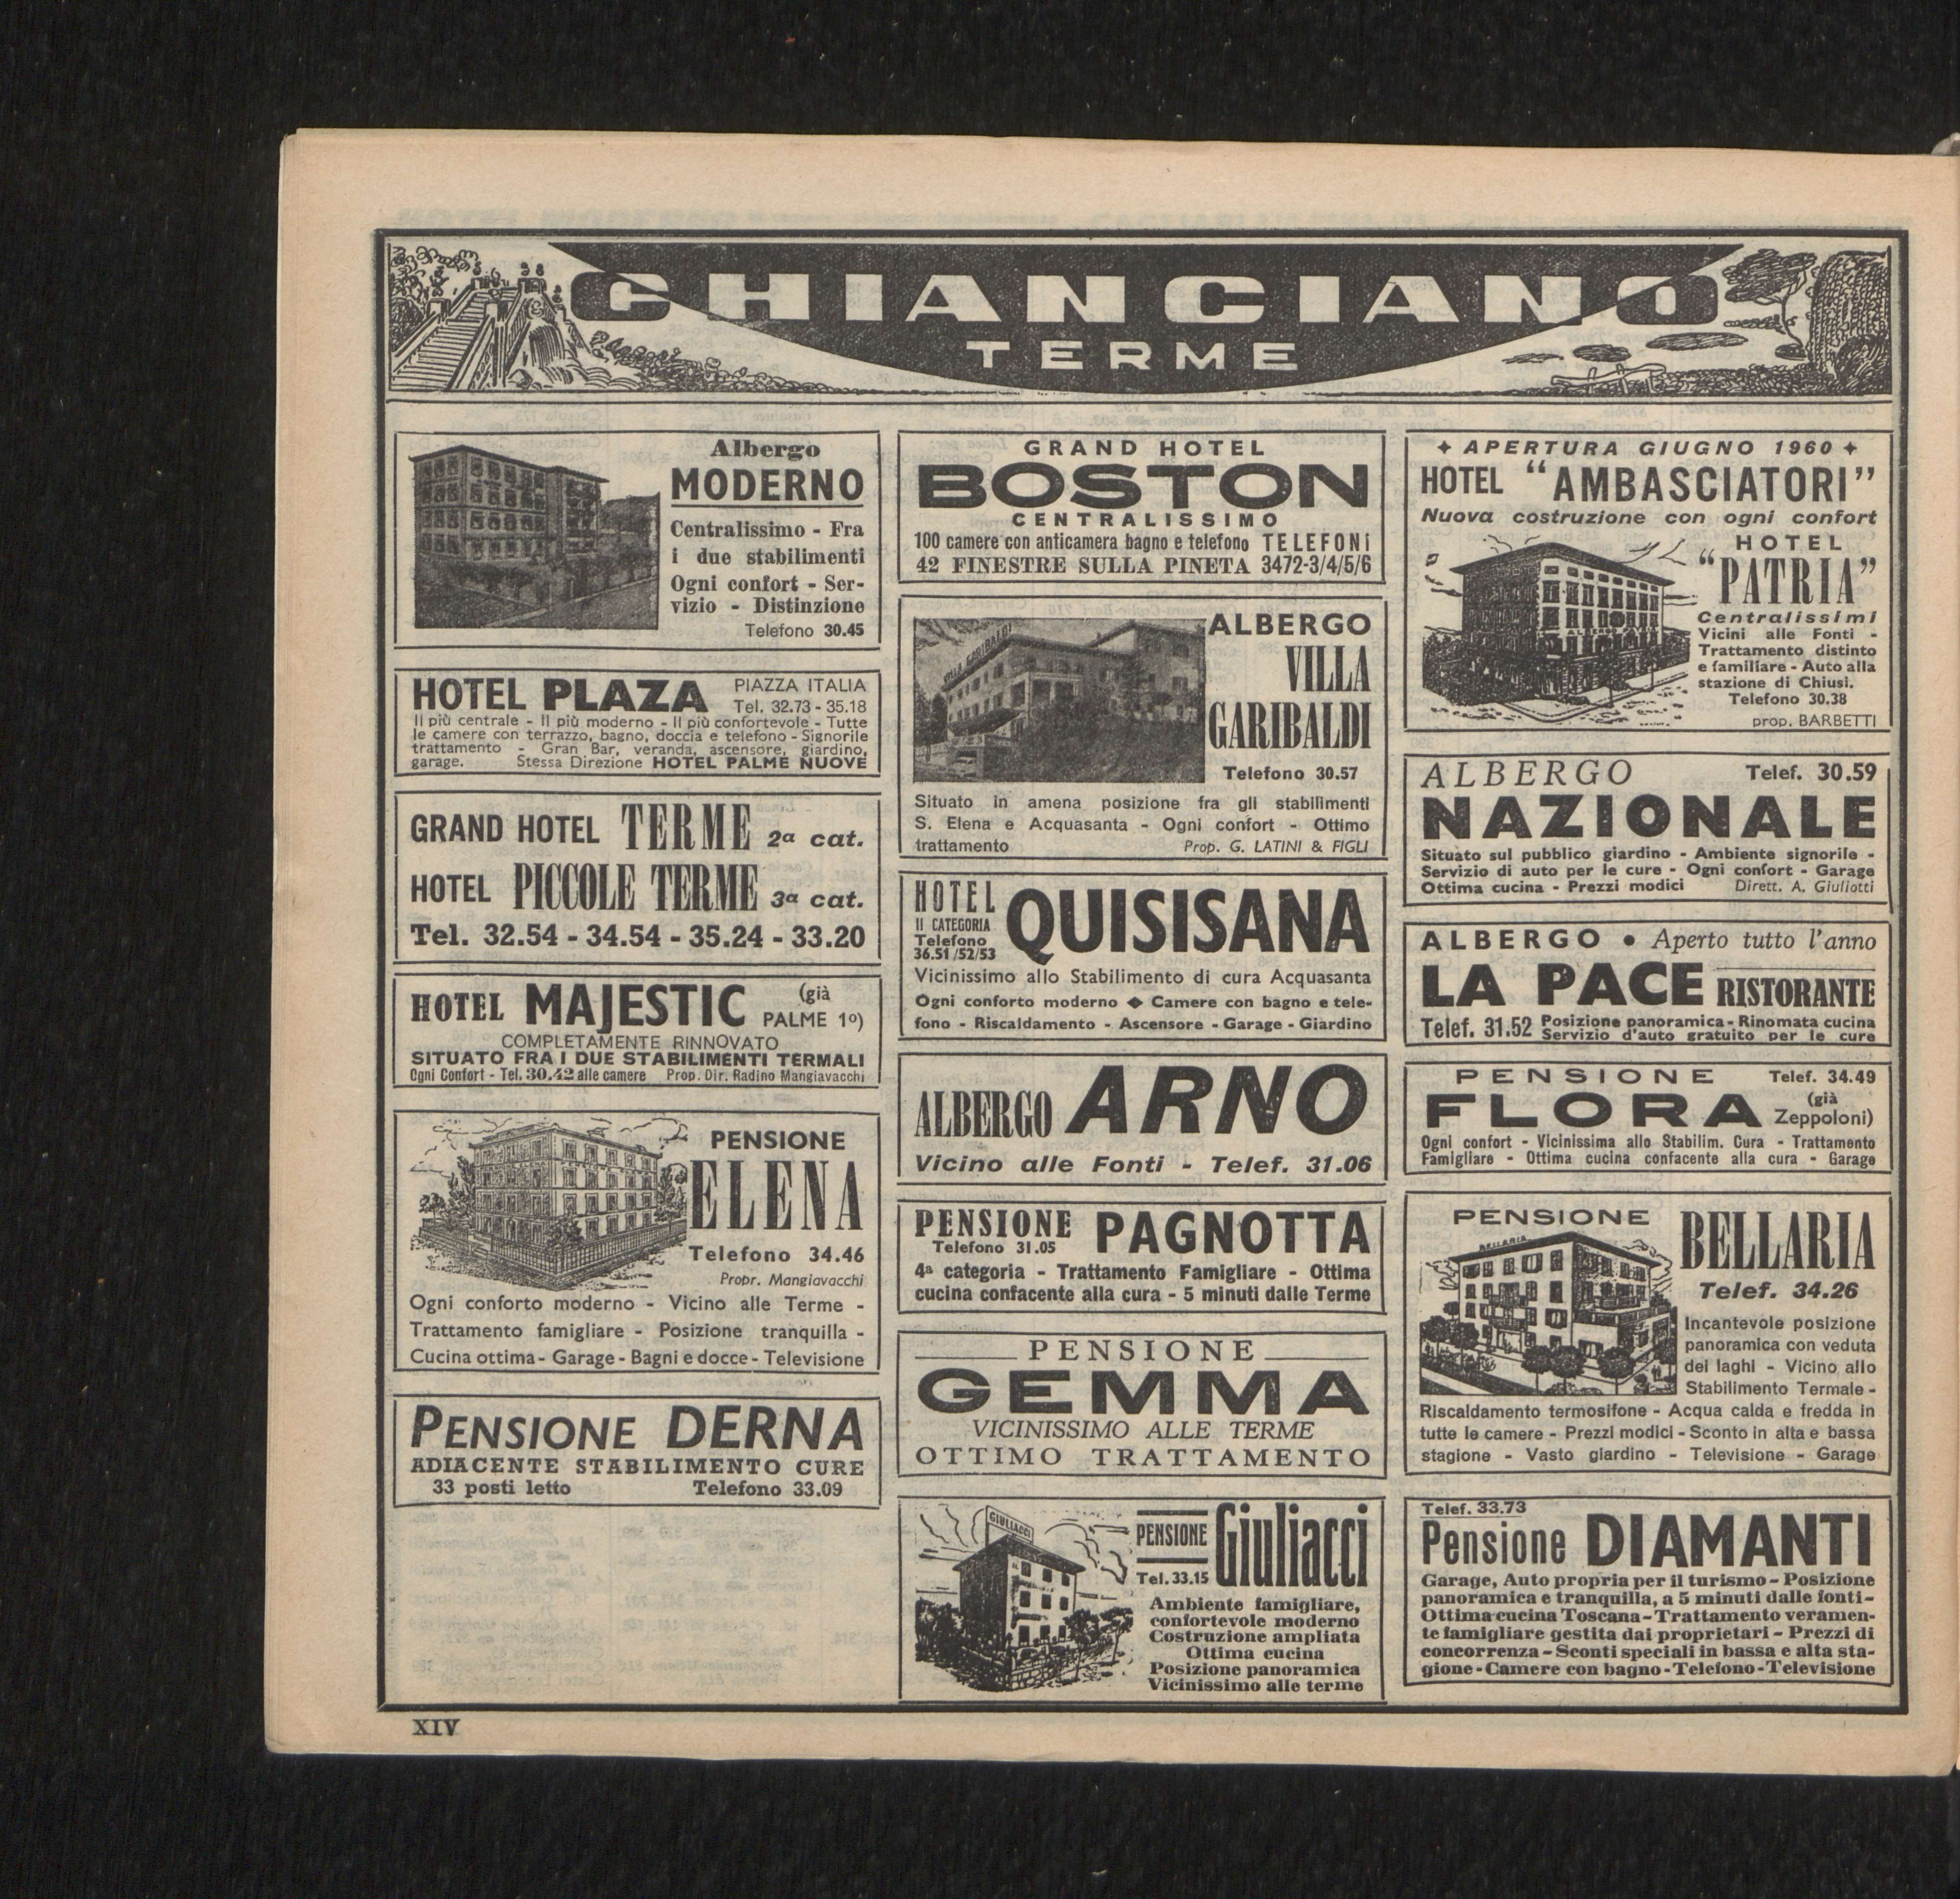 CHIANCIANO
TERME
Albergo
MODERNO
Centralissimo - Fra
i due stabilimenti
Ogni confort - Ser-
vizio - Distinzione
Telefono 30.45
HOTEL PLAZA PIAZZA ITALIA
Tel. 32.73 - 35.18
Il più centrale - Il più moderno - Il più confortevole - Tutte
le camere con terrazzo, bagno, doccia e telefono - Signorile
trattamento - Gran Bar, veranda, ascensore, giardino,
garage. Stessa Direzione HOTEL PALME NUOVE
GRAND HOTEL TERME 2a cat.
HOTEL PICCOLE TERME 3a cat.
Tel. 32.54 - 34.54 - 35.24 - 33.20
HOTEL MAJESTIC (già
PALME 1º)
COMPLETAMENTE RINNOVATO
SITUATO FRA I DUE STABILIMENTI TERMALI
Ogni Confort - Tel. 30.42 alle camere Prop. Dir. Radino Mangiavacchi
PENSIONE
ELENA
Telefono 34.46
Propr. Mangiavacchi
Ogni conforto moderno - Vicino alle Terme -
Trattamento famigliare - Posizione tranquilla -
Cucina ottima - Garage - Bagni e docce - Televisione
PENSIONE DERNA
ADIACENTE STABILIMENTO CURE
33 posti letto Telefono 33.09
GRAND HOTEL
BOSTON
CENTRALISSIMO
100 camere con anticamera bagno e telefono TELEFONI
42 FINESTRE SULLA PINETA 3472-3/4/5/6
VILLA GARIBALDI
ALBERGO
VILLA
GARIBALDI
Telefono 30.57
Situato in amena posizione fra gli stabilimenti
S. Elena e Acquasanta - Ogni confort - Ottimo
trattamento Prop. G. LATINI & FIGLI
HOTEL
II CATEGORIA
Telefono
36.51/52/53
QUISISANA
Vicinissimo allo Stabilimento di cura Acquasanta
Ogni conforto moderno ◆ Camere con bagno e tele-
fono - Riscaldamento - Ascensore - Garage - Giardino
ALBERGO ARNO
Vicino alle Fonti - Telef. 31.06
PENSIONE PAGNOTTA
Telefono 31.05
4a categoria - Trattamento Famigliare - Ottima
cucina confacente alla cura - 5 minuti dalle Terme
PENSIONE
GEMMA
VICINISSIMO ALLE TERME
OTTIMO TRATTAMENTO
GIULIACCI
PENSIONE Giuliacci
Tel. 33.15
Ambiente famigliare,
confortevole moderno
Costruzione ampliata
Ottima cucina
Posizione panoramica
Vicinissimo alle terme
✦ APERTURA GIUGNO 1960 ✦
HOTEL "AMBASCIATORI"
Nuova costruzione con ogni confort
HOTEL
"PATRIA"
Centralissimi
Vicini alle Fonti -
Trattamento distinto
e familiare - Auto alla
stazione di Chiusi.
Telefono 30.38
prop. BARBETTI
ALBERGO PATRIA
ALBERGO Telef. 30.59
NAZIONALE
Situato sul pubblico giardino - Ambiente signorile -
Servizio di auto per le cure - Ogni confort - Garage
Ottima cucina - Prezzi modici Dirett. A. Giuliotti
ALBERGO • Aperto tutto l'anno
LA PACE RISTORANTE
Telef. 31.52 Posizione panoramica - Rinomata cucina
Servizio d'auto gratuito per le cure
PENSIONE Telef. 34.49
FLORA (già
Zeppoloni)
Ogni confort - Vicinissima allo Stabilim. Cura - Trattamento
Famigliare - Ottima cucina confacente alla cura - Garage
PENSIONE BELLARIA
BELLARIA
Telef. 34.26
Incantevole posizione
panoramica con veduta
dei laghi - Vicino allo
Stabilimento Termale -
Riscaldamento termosifone - Acqua calda e fredda in
tutte le camere - Prezzi modici - Sconto in alta e bassa
stagione - Vasto giardino - Televisione - Garage
Telef. 33.73
Pensione DIAMANTI
Garage, Auto propria per il turismo - Posizione
panoramica e tranquilla, a 5 minuti dalle fonti -
Ottima cucina Toscana - Trattamento veramen-
te famigliare gestita dai proprietari - Prezzi di
concorrenza - Sconti speciali in bassa e alta sta-
gione - Camere con bagno - Telefono - Televisione
XIV